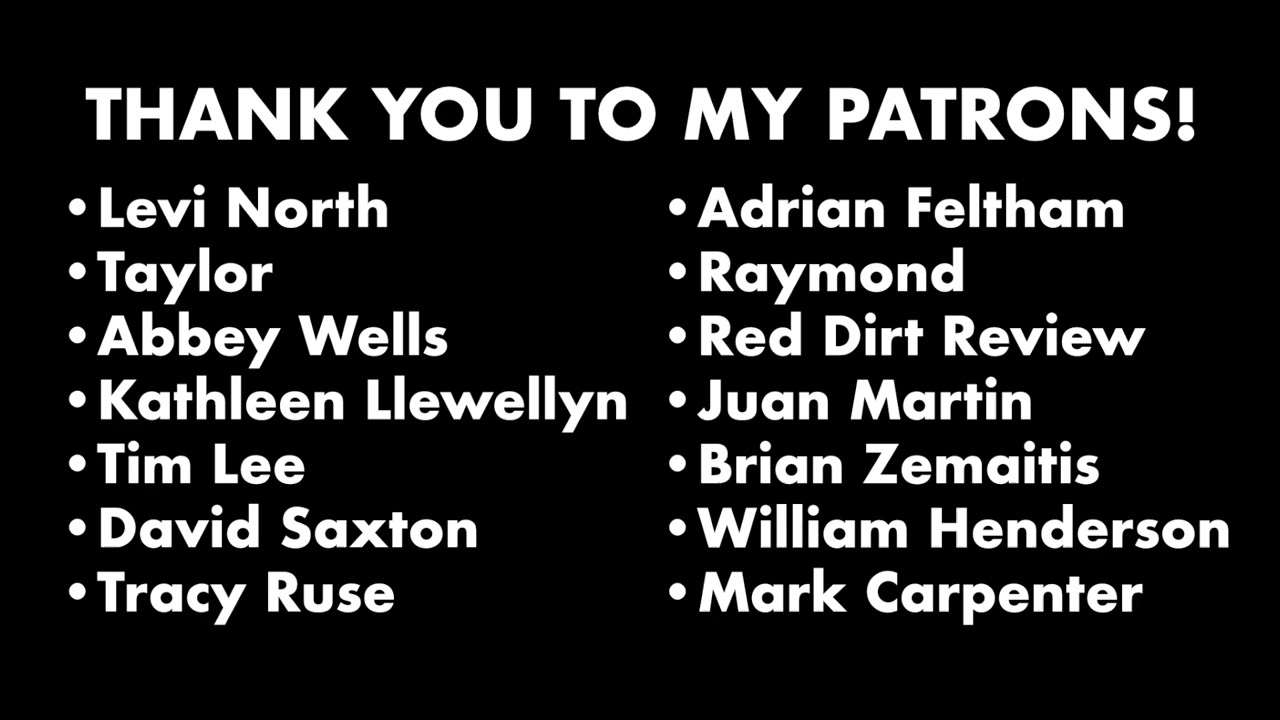 THANK YOU TO MY PATRONS!
• Levi North
• Taylor
• Abbey Wells
• Kathleen Llewellyn
• Tim Lee
• David Saxton
• Tracy Ruse
• Adrian Feltham
• Raymond
• Red Dirt Review
• Juan Martin
• Brian Zemaitis
• William Henderson
• Mark Carpenter